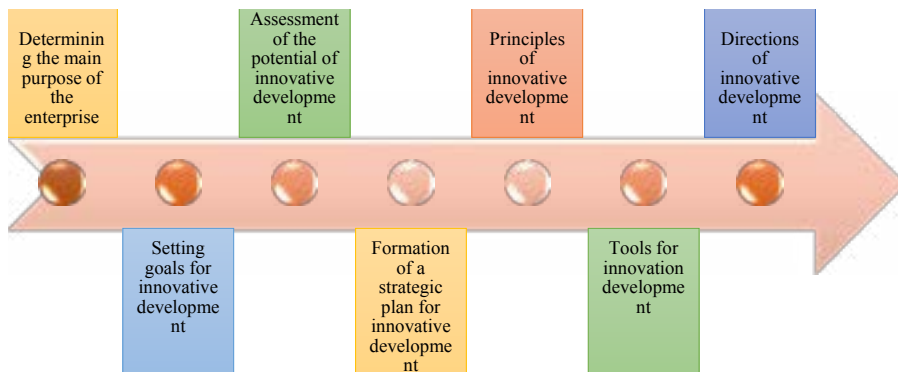 Determinin
g the main
purpose of
the
enterprise
Setting
goals for
innovative
developme
nt
Assessment
of the
potential of
innovative
developme
nt
Formation
of a
strategic
plan for
innovative
developme
nt
Principles
of
innovative
developme
nt
Tools for
innovation
developme
nt
Directions
of
innovative
developme
nt